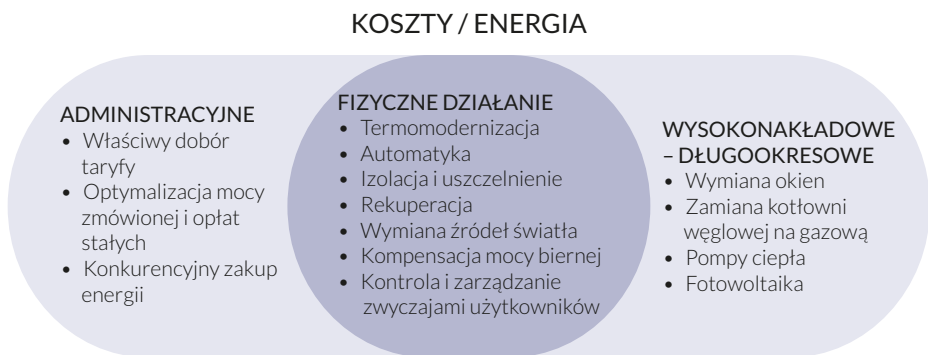 KOSZTY / ENERGIA
ADMINISTRACYJNE
• Właściwy dobór
taryfy
• Optymalizacja mocy
zmówionej i opłat
stałych
• Konkurencyjny zakup
energii
FIZYCZNE DZIAŁANIE
• Termomodernizacja
• Automatyka
• Izolacja i uszczelnienie
• Rekuperacja
• Wymiana źródeł światła
• Kompensacja mocy biernej
• Kontrola i zarządzanie
zwyczajami użytkowników
WYSOKONAKŁADOWE
– DŁUGOOKRESOWE
• Wymiana okien
• Zamiana kotłowni
węglowej na gazową
• Pompy ciepła
• Fotowoltaika